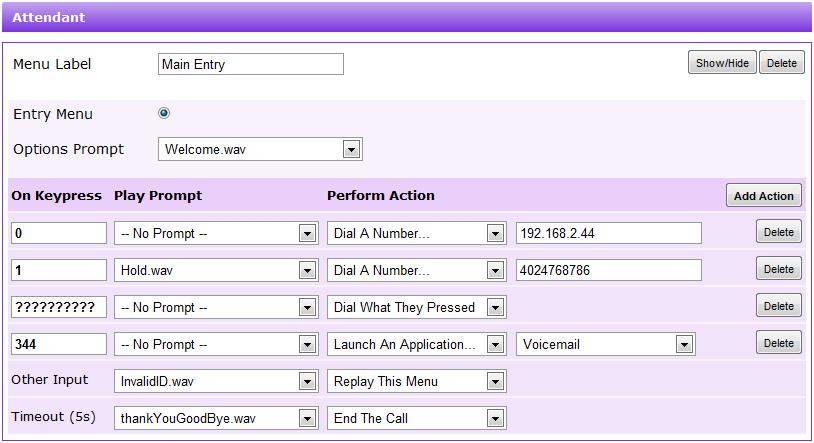 Attendant
Menu Label Main Entry Show/Hide Delete
Entry Menu
Options Prompt Welcome.wav
On Keypress Play Prompt Perform Action Add Action
0 -- No Prompt -- Dial A Number... 192.168.2.44 Delete
1 Hold.wav Dial A Number... 4024768786 Delete
?????????? -- No Prompt -- Dial What They Pressed Delete
344 -- No Prompt -- Launch An Application... Voicemail Delete
Other Input InvalidID.wav Replay This Menu
Timeout (5s) thankYouGoodBye.wav End The Call